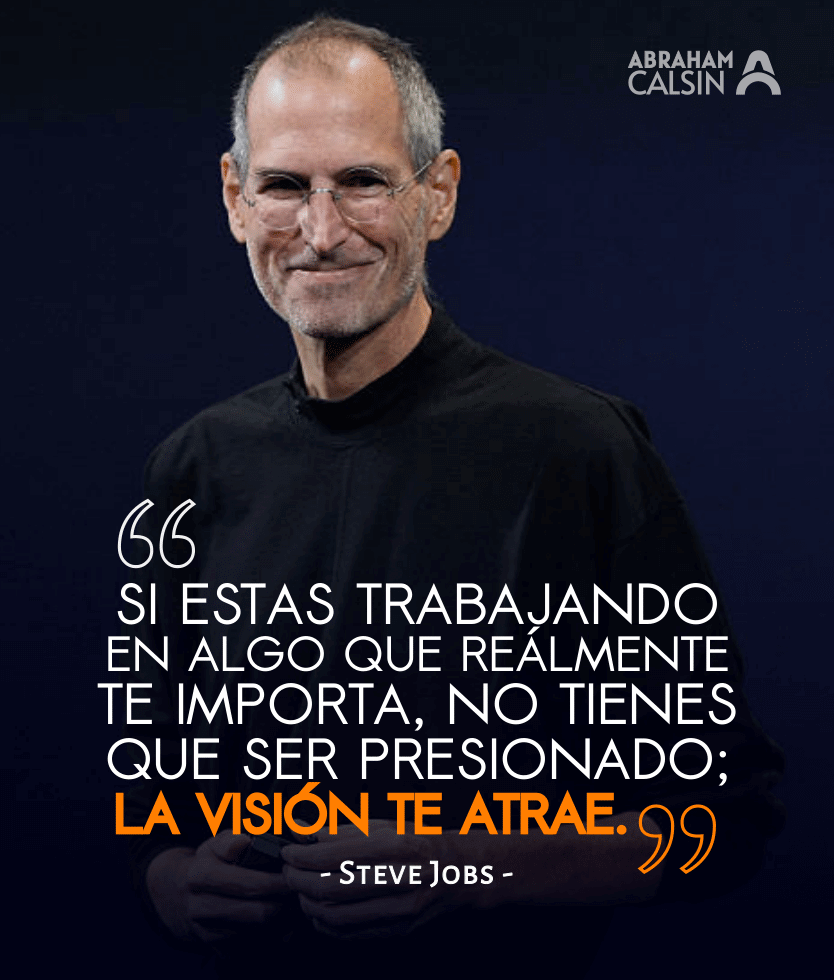 ABRAHAM
CALSIN
“
SI ESTAS TRABAJANDO
EN ALGO QUE REÁLMENTE
TE IMPORTA, NO TIENES
QUE SER PRESIONADO;
LA VISIÓN TE ATRAE. ”
- STEVE JOBS -